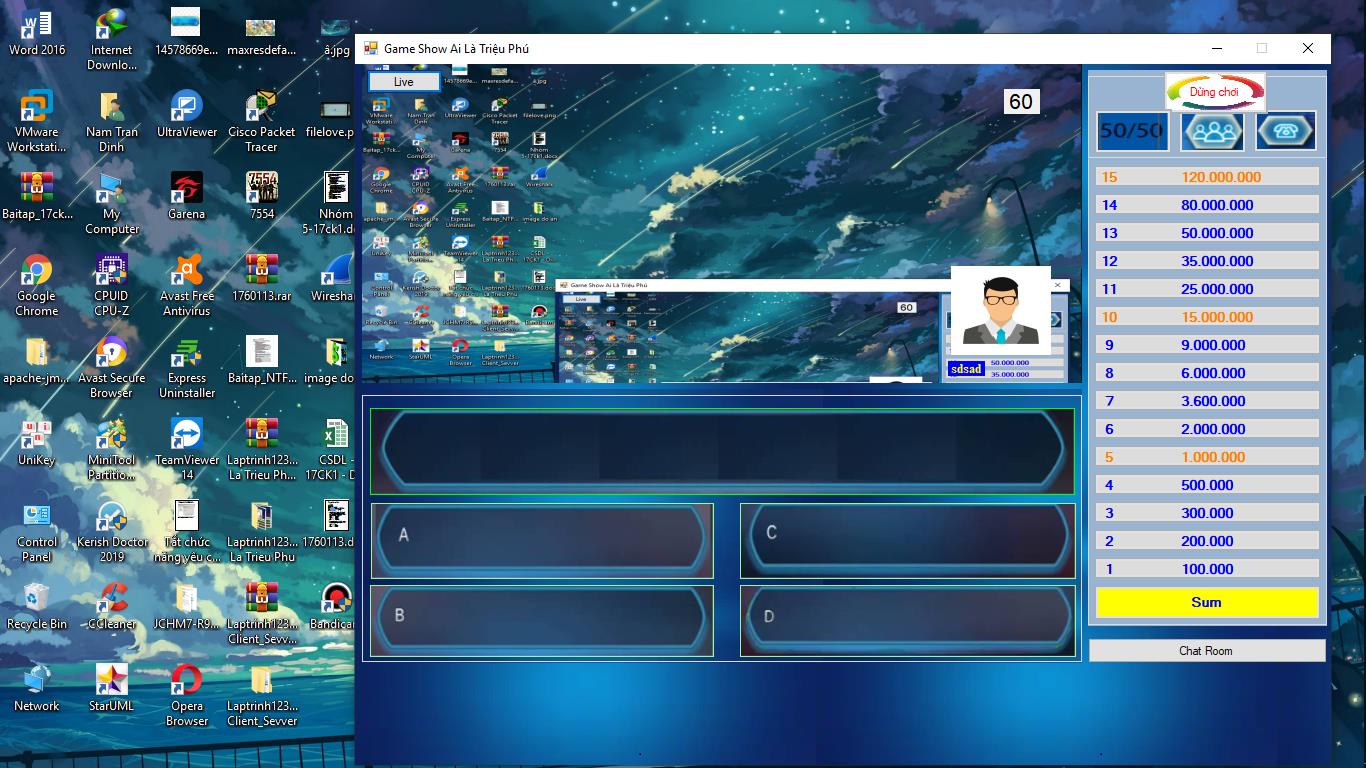 Word 2016
Internet
Downlo...
14578669e...
maxresdefa...
â.jpg
VMware
Workstati...
Nam Tran
Dinh
UltraViewer
Cisco Packet
Tracer
filelove.p
Baitap_17ck...
My
Computer
Garena
7554
Nhóm
5-17ck1.d
Google
Chrome
CPUID
CPU-Z
Avast Free
Antivirus
1760113.rar
Wiresha
apache-jm...
Avast Secure
Browser
Express
Uninstaller
Baitap_NTF...
image do
UniKey
MiniTool
Partitio...
TeamViewer
14
Laptrinh123...
La Trieu Ph...
CSDL -
17CK1 - D
Control
Panel
Kerish Doctor
2019
Tất chức
năng yêu c...
Laptrinh123...
La Trieu Phu
1760113.d
Recycle Bin
CCleaner
JCHM7-R9...
Laptrinh123...
Client_Sevv...
Bandica
Network
StarUML
Opera
Browser
Laptrinh123...
Client_Sevver
Game Show Ai Là Triệu Phú
Live
60
Game Show Ai Là Triệu Phú
Live
60
sdsad
50.000.000
35.000.000
A
C
B
D
Dừng chơi
50/50
15 120.000.000
14 80.000.000
13 50.000.000
12 35.000.000
11 25.000.000
10 15.000.000
9 9.000.000
8 6.000.000
7 3.600.000
6 2.000.000
5 1.000.000
4 500.000
3 300.000
2 200.000
1 100.000
Sum
Chat Room